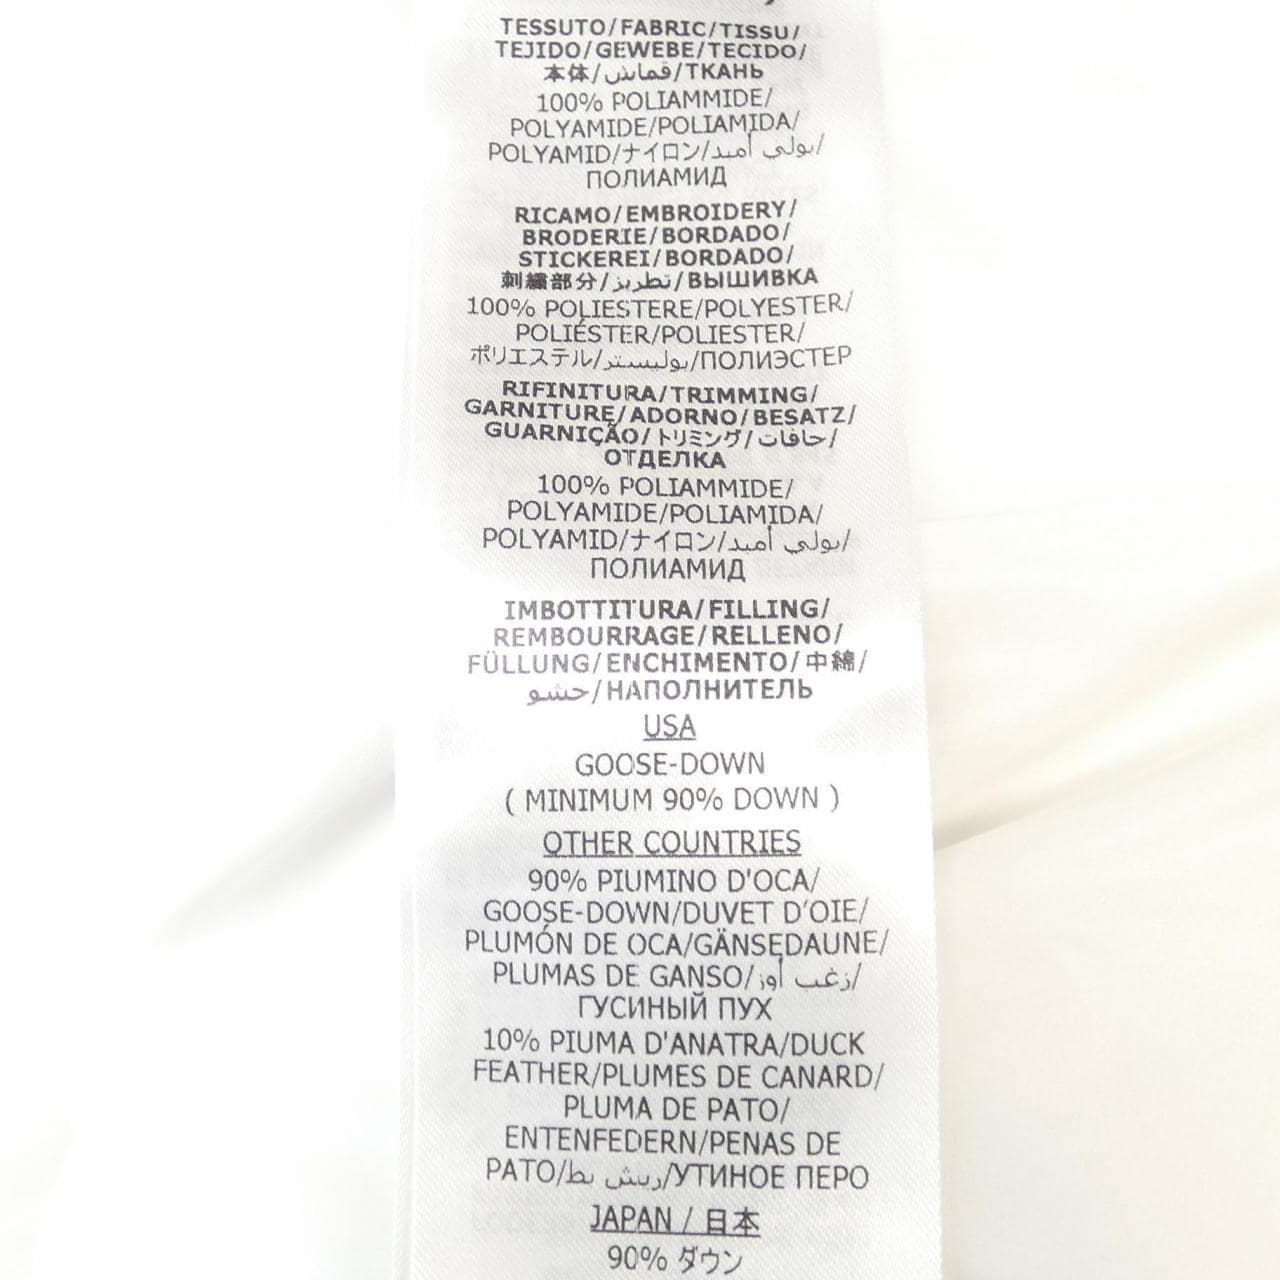 TESSUTO/FABRIC/TISSU/
TEJIDO/GEWEBE/TECIDO/
本体/قماش/ТКАНЬ
100% POLIAMMIDE/
POLYAMIDE/POLIAMIDA/
POLYAMID/ナイロン/بولي أميد/
ПОЛИАМИД
RICAMO/EMBROIDERY/
BRODERIE/BORDADO/
STICKEREI/BORDADO/
刺繍部分/تطريز/ВЫШИВКА
100% POLIESTERE/POLYESTER/
POLIÉSTER/POLIESTER/
ポリエステル/بوليستر/ПОЛИЭСТЕР
RIFINITURA/TRIMMING/
GARNITURE/ADORNO/BESATZ/
GUARNIÇÃO/トリミング/حافات/
ОТДЕЛКА
100% POLIAMMIDE/
POLYAMIDE/POLIAMIDA/
POLYAMID/ナイロン/بولي أميد/
ПОЛИАМИД
IMBOTTITURA/FILLING/
REMBOURRAGE/RELLENO/
FÜLLUNG/ENCHIMENTO/中綿/
حشو/НАПОЛНИТЕЛЬ
USA
GOOSE-DOWN
( MINIMUM 90% DOWN )
OTHER COUNTRIES
90% PIUMINO D'OCA/
GOOSE-DOWN/DUVET D'OIE/
PLUMÓN DE OCA/GÄNSEDAUNE/
PLUMAS DE GANSO/زغب أوز/
ГУСИНЫЙ ПУХ
10% PIUMA D'ANATRA/DUCK
FEATHER/PLUMES DE CANARD/
PLUMA DE PATO/
ENTENFEDERN/PENAS DE
PATO/ريش بط/УТИНОЕ ПЕРО
JAPAN / 日本
90% ダウン